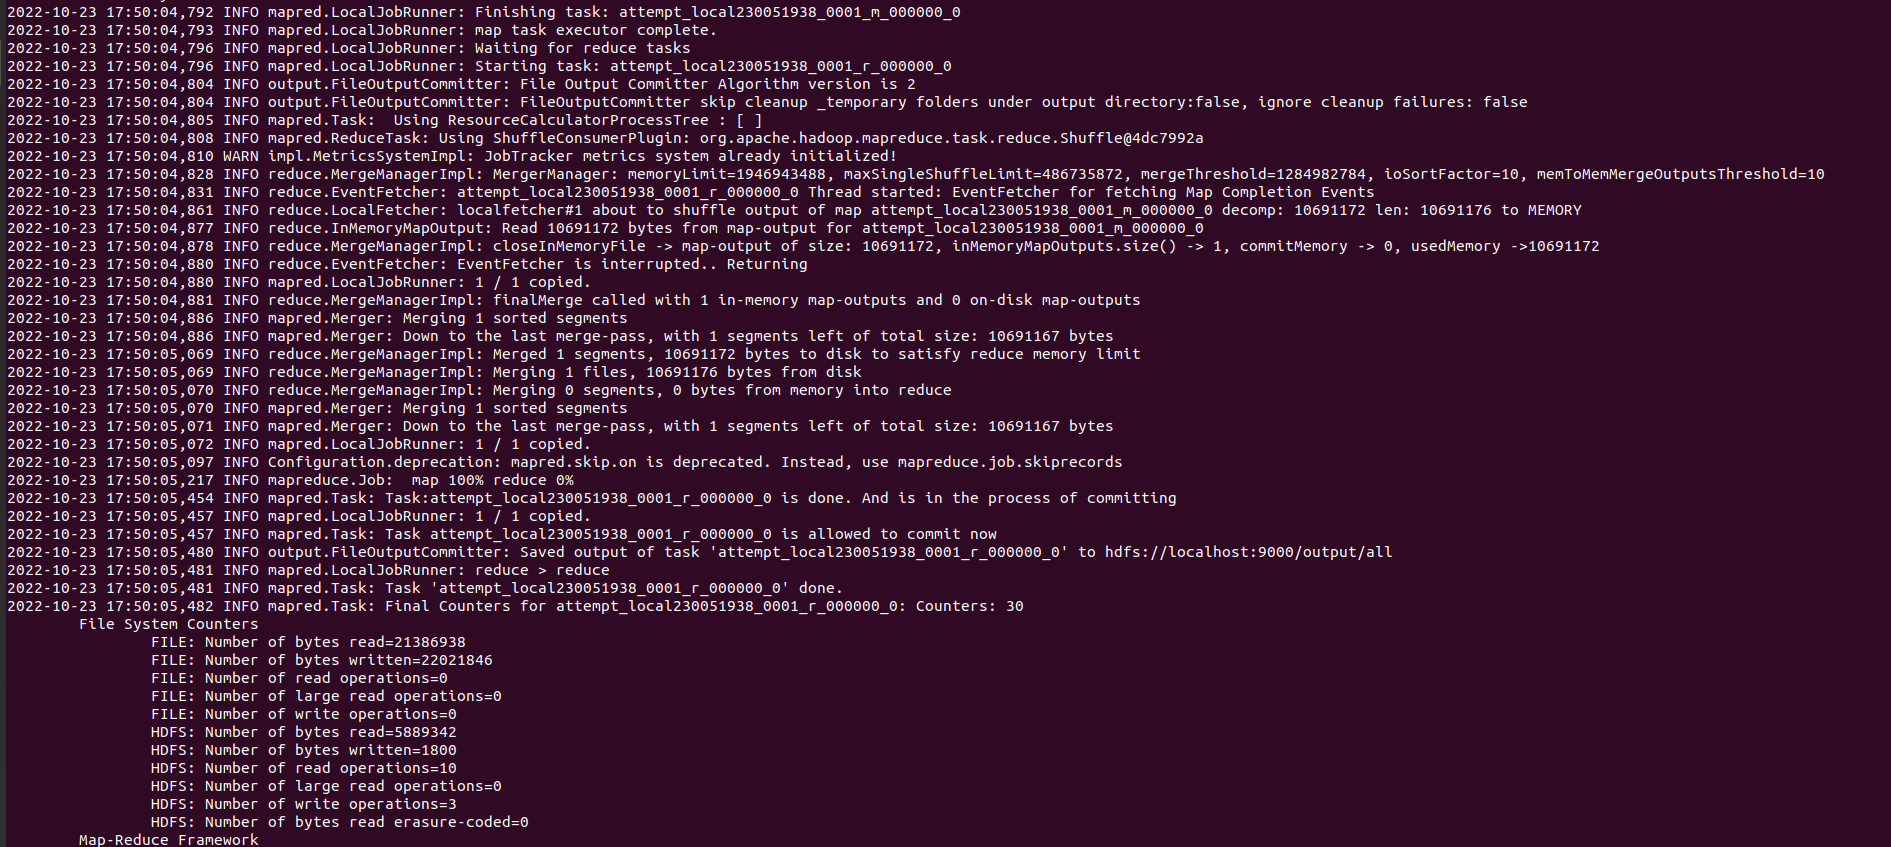 2022-10-23 17:50:04,792 INFO mapred.LocalJobRunner: Finishing task: attempt_local230051938_0001_m_000000_0
2022-10-23 17:50:04,793 INFO mapred.LocalJobRunner: map task executor complete.
2022-10-23 17:50:04,796 INFO mapred.LocalJobRunner: Waiting for reduce tasks
2022-10-23 17:50:04,796 INFO mapred.LocalJobRunner: Starting task: attempt_local230051938_0001_r_000000_0
2022-10-23 17:50:04,804 INFO output.FileOutputCommitter: File Output Committer Algorithm version is 2
2022-10-23 17:50:04,804 INFO output.FileOutputCommitter: FileOutputCommitter skip cleanup _temporary folders under output directory:false, ignore cleanup failures: false
2022-10-23 17:50:04,805 INFO mapred.Task:  Using ResourceCalculatorProcessTree : [ ]
2022-10-23 17:50:04,808 INFO mapred.ReduceTask: Using ShuffleConsumerPlugin: org.apache.hadoop.mapreduce.task.reduce.Shuffle@4dc7992a
2022-10-23 17:50:04,810 WARN impl.MetricsSystemImpl: JobTracker metrics system already initialized!
2022-10-23 17:50:04,828 INFO reduce.MergeManagerImpl: MergerManager: memoryLimit=1946943488, maxSingleShuffleLimit=486735872, mergeThreshold=1284982784, ioSortFactor=10, memToMemMergeOutputsThreshold=10
2022-10-23 17:50:04,831 INFO reduce.EventFetcher: attempt_local230051938_0001_r_000000_0 Thread started: EventFetcher for fetching Map Completion Events
2022-10-23 17:50:04,861 INFO reduce.LocalFetcher: localfetcher#1 about to shuffle output of map attempt_local230051938_0001_m_000000_0 decomp: 10691172 len: 10691176 to MEMORY
2022-10-23 17:50:04,877 INFO reduce.InMemoryMapOutput: Read 10691172 bytes from map-output for attempt_local230051938_0001_m_000000_0
2022-10-23 17:50:04,878 INFO reduce.MergeManagerImpl: closeInMemoryFile -> map-output of size: 10691172, inMemoryMapOutputs.size() -> 1, commitMemory -> 0, usedMemory ->10691172
2022-10-23 17:50:04,880 INFO reduce.EventFetcher: EventFetcher is interrupted.. Returning
2022-10-23 17:50:04,880 INFO mapred.LocalJobRunner: 1 / 1 copied.
2022-10-23 17:50:04,881 INFO reduce.MergeManagerImpl: finalMerge called with 1 in-memory map-outputs and 0 on-disk map-outputs
2022-10-23 17:50:04,886 INFO mapred.Merger: Merging 1 sorted segments
2022-10-23 17:50:04,886 INFO mapred.Merger: Down to the last merge-pass, with 1 segments left of total size: 10691167 bytes
2022-10-23 17:50:05,069 INFO reduce.MergeManagerImpl: Merged 1 segments, 10691172 bytes to disk to satisfy reduce memory limit
2022-10-23 17:50:05,069 INFO reduce.MergeManagerImpl: Merging 1 files, 10691176 bytes from disk
2022-10-23 17:50:05,070 INFO reduce.MergeManagerImpl: Merging 0 segments, 0 bytes from memory into reduce
2022-10-23 17:50:05,070 INFO mapred.Merger: Merging 1 sorted segments
2022-10-23 17:50:05,071 INFO mapred.Merger: Down to the last merge-pass, with 1 segments left of total size: 10691167 bytes
2022-10-23 17:50:05,072 INFO mapred.LocalJobRunner: 1 / 1 copied.
2022-10-23 17:50:05,097 INFO Configuration.deprecation: mapred.skip.on is deprecated. Instead, use mapreduce.job.skiprecords
2022-10-23 17:50:05,217 INFO mapreduce.Job:  map 100% reduce 0%
2022-10-23 17:50:05,454 INFO mapred.Task: Task:attempt_local230051938_0001_r_000000_0 is done. And is in the process of committing
2022-10-23 17:50:05,457 INFO mapred.LocalJobRunner: 1 / 1 copied.
2022-10-23 17:50:05,457 INFO mapred.Task: Task attempt_local230051938_0001_r_000000_0 is allowed to commit now
2022-10-23 17:50:05,480 INFO output.FileOutputCommitter: Saved output of task 'attempt_local230051938_0001_r_000000_0' to hdfs://localhost:9000/output/all
2022-10-23 17:50:05,481 INFO mapred.LocalJobRunner: reduce > reduce
2022-10-23 17:50:05,481 INFO mapred.Task: Task 'attempt_local230051938_0001_r_000000_0' done.
2022-10-23 17:50:05,482 INFO mapred.Task: Final Counters for attempt_local230051938_0001_r_000000_0: Counters: 30
File System Counters
FILE: Number of bytes read=21386938
FILE: Number of bytes written=22021846
FILE: Number of read operations=0
FILE: Number of large read operations=0
FILE: Number of write operations=0
HDFS: Number of bytes read=5889342
HDFS: Number of bytes written=1800
HDFS: Number of read operations=10
HDFS: Number of large read operations=0
HDFS: Number of write operations=3
HDFS: Number of bytes read erasure-coded=0
Map-Reduce Framework